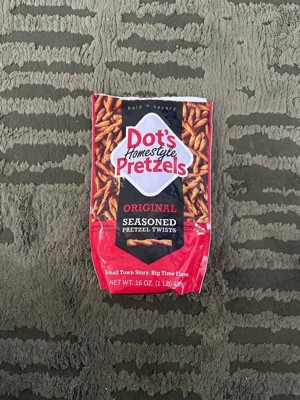 bold • savory
Dot's
Homestyle
Pretzels
ORIGINAL
SEASONED
PRETZEL TWISTS
Small Town Story. Big Time Flavor.
NET WT. 16 OZ. (1 LB)